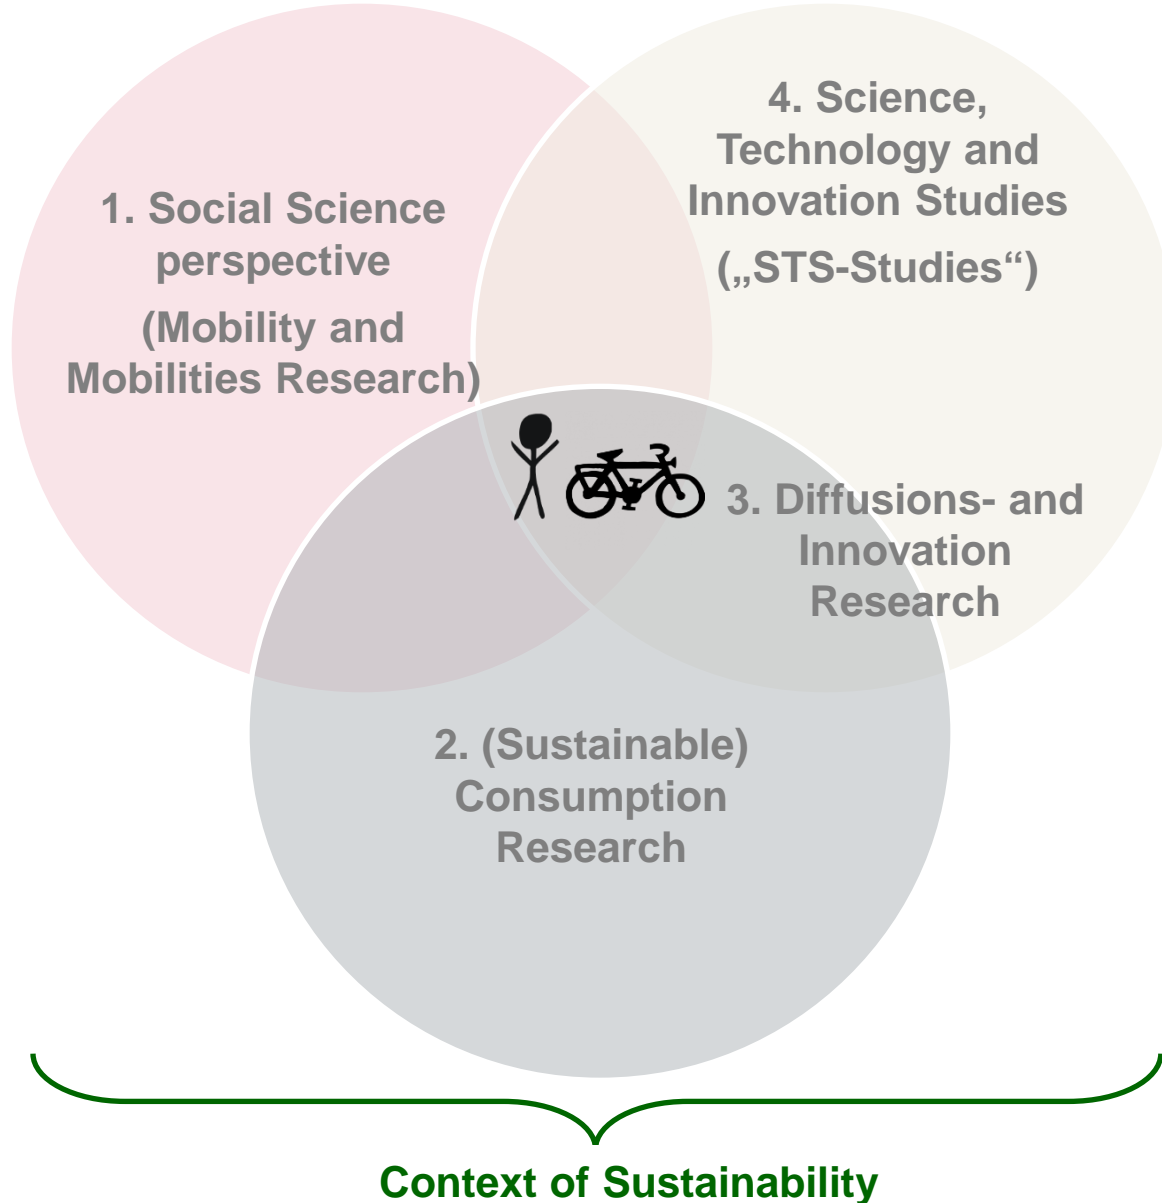 1. Social Science
perspective
(Mobility and
Mobilities Research)
4. Science,
Technology and
Innovation Studies
(„STS-Studies“)
3. Diffusions- and
Innovation
Research
2. (Sustainable)
Consumption
Research
Context of Sustainability